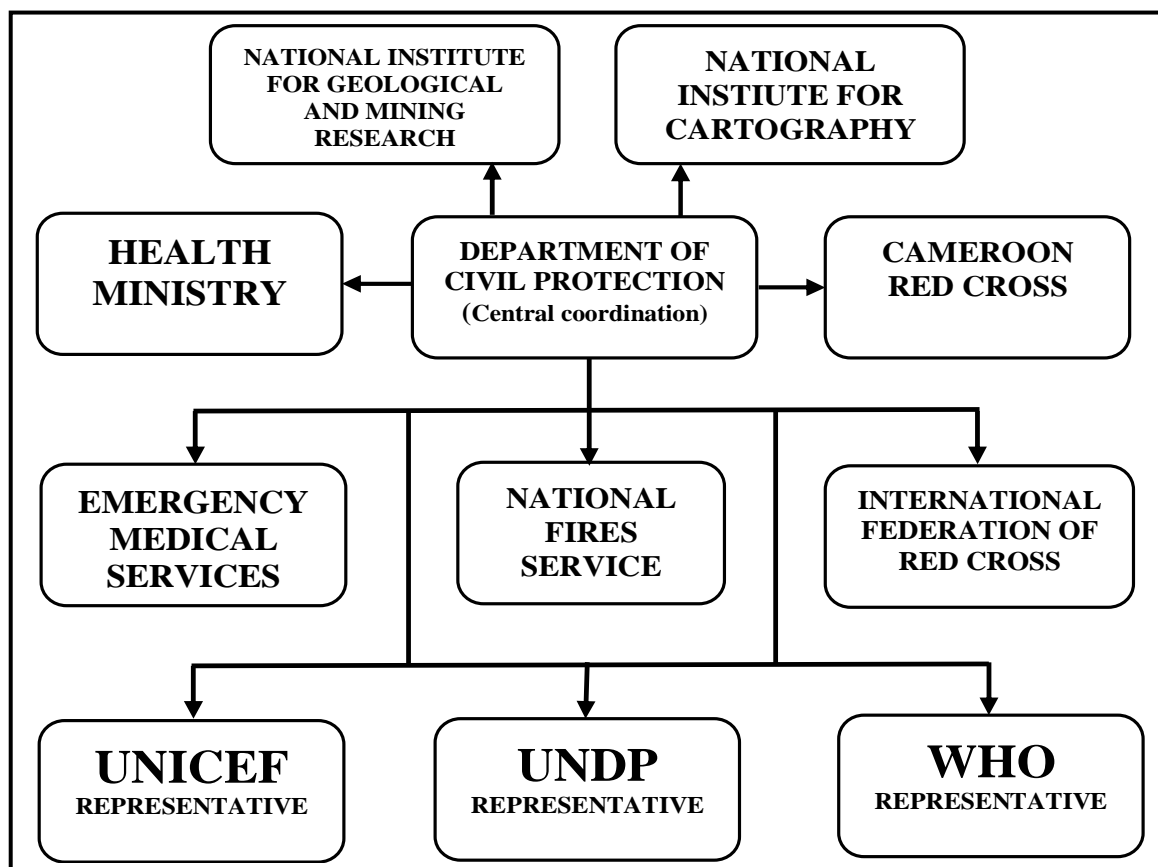 NATIONAL INSTITUTE
FOR GEOLOGICAL
AND MINING
RESEARCH
NATIONAL
INSTIUTE FOR
CARTOGRAPHY
HEALTH
MINISTRY
DEPARTMENT OF
CIVIL PROTECTION
(Central coordination)
CAMEROON
RED CROSS
EMERGENCY
MEDICAL
SERVICES
NATIONAL
FIRES
SERVICE
INTERNATIONAL
FEDERATION OF
RED CROSS
UNICEF
REPRESENTATIVE
UNDP
REPRESENTATIVE
WHO
REPRESENTATIVE